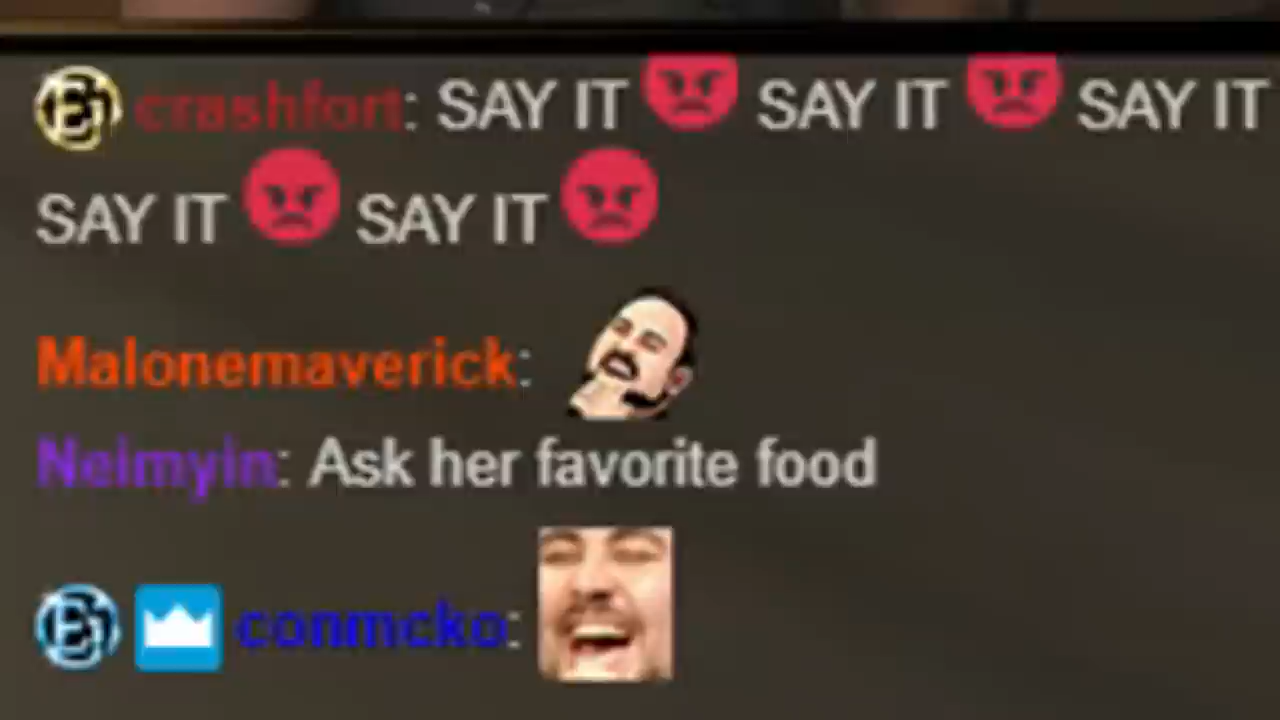 crashfort: SAY IT 😡 SAY IT 😡 SAY IT
SAY IT 😡 SAY IT 😡
Malonemaverick:
Neimyin: Ask her favorite food
conmcko: